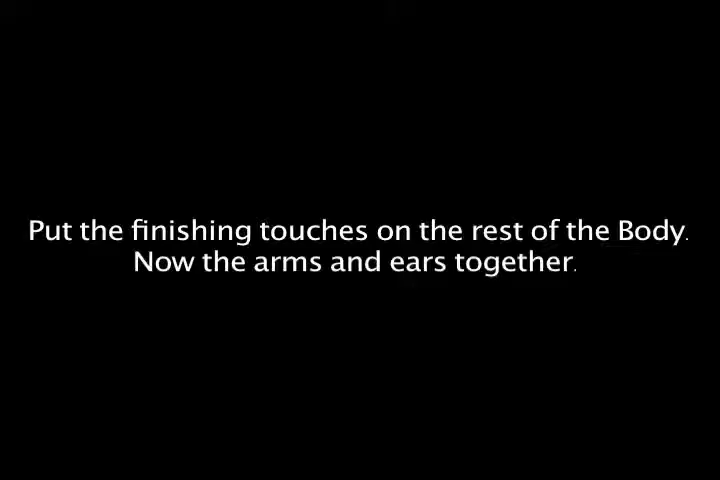 Put the finishing touches on the rest of the Body.
Now the arms and ears together.